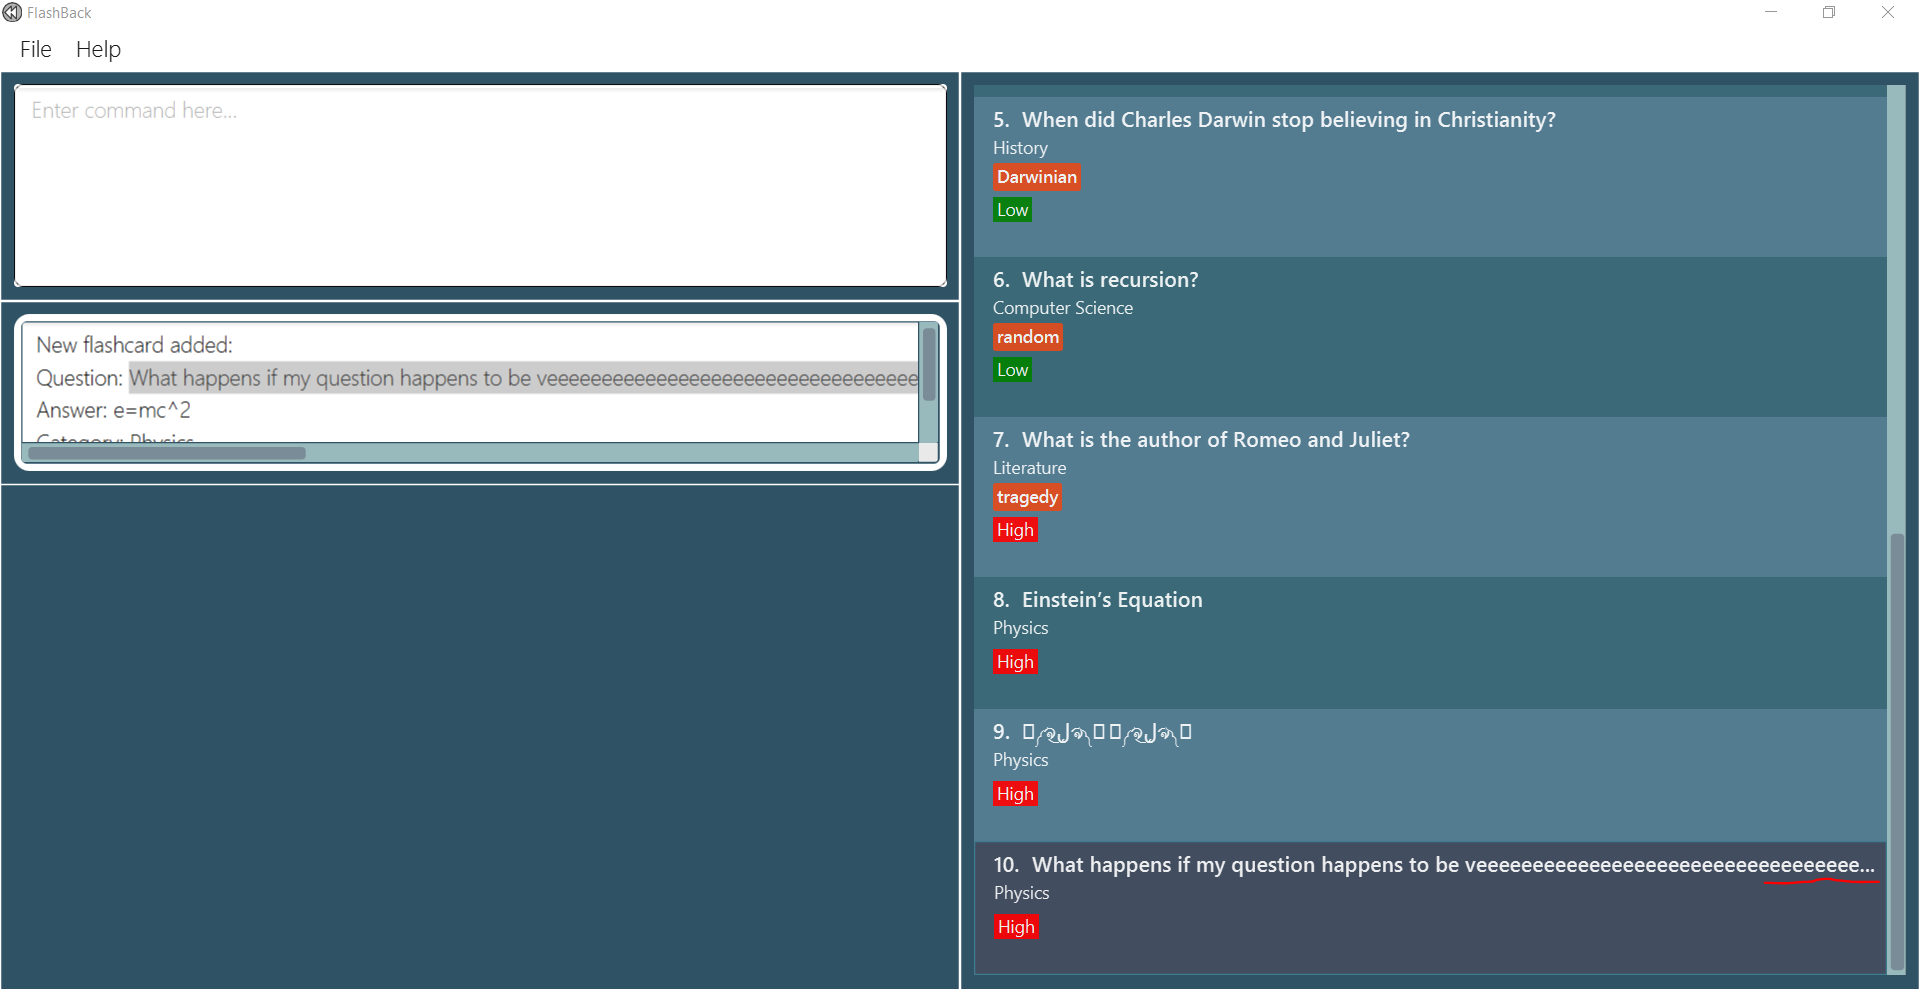 FlashBack
File Help
Enter command here...
New flashcard added:
Question: What happens if my question happens to be veeeeeeeeeeeeeeeeeeeeeeeeeeeeeeeeee
Answer: e=mc^2
Category: Physics
5. When did Charles Darwin stop believing in Christianity?
History
Darwinian
Low
6. What is recursion?
Computer Science
random
Low
7. What is the author of Romeo and Juliet?
Literature
tragedy
High
8. Einstein’s Equation
Physics
High
9.
Physics
High
10. What happens if my question happens to be veeeeeeeeeeeeeeeeeeeeeeeeeeeeeeeeee...
Physics
High